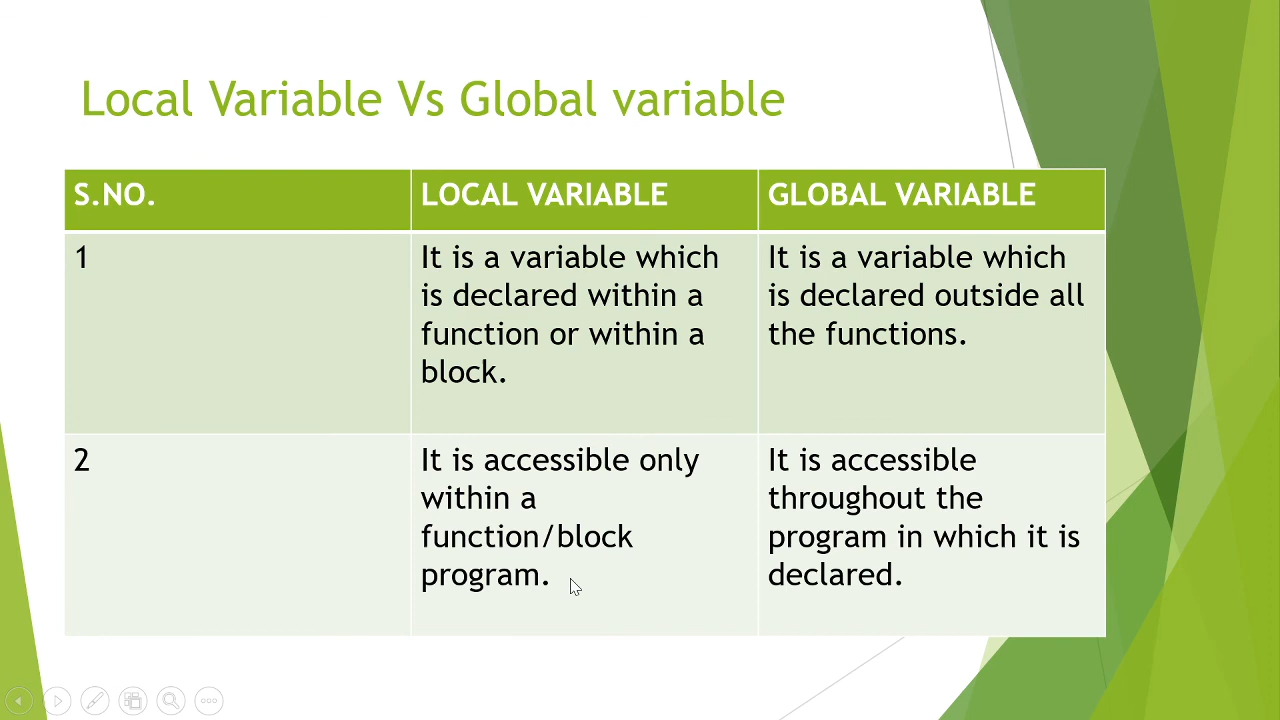 Local Variable Vs Global variable
S.NO.
LOCAL VARIABLE
GLOBAL VARIABLE
1
It is a variable which
is declared within a
function or within a
block.
It is a variable which
is declared outside all
the functions.
2
It is accessible only
within a
function/block
program.
It is accessible
throughout the
program in which it is
declared.